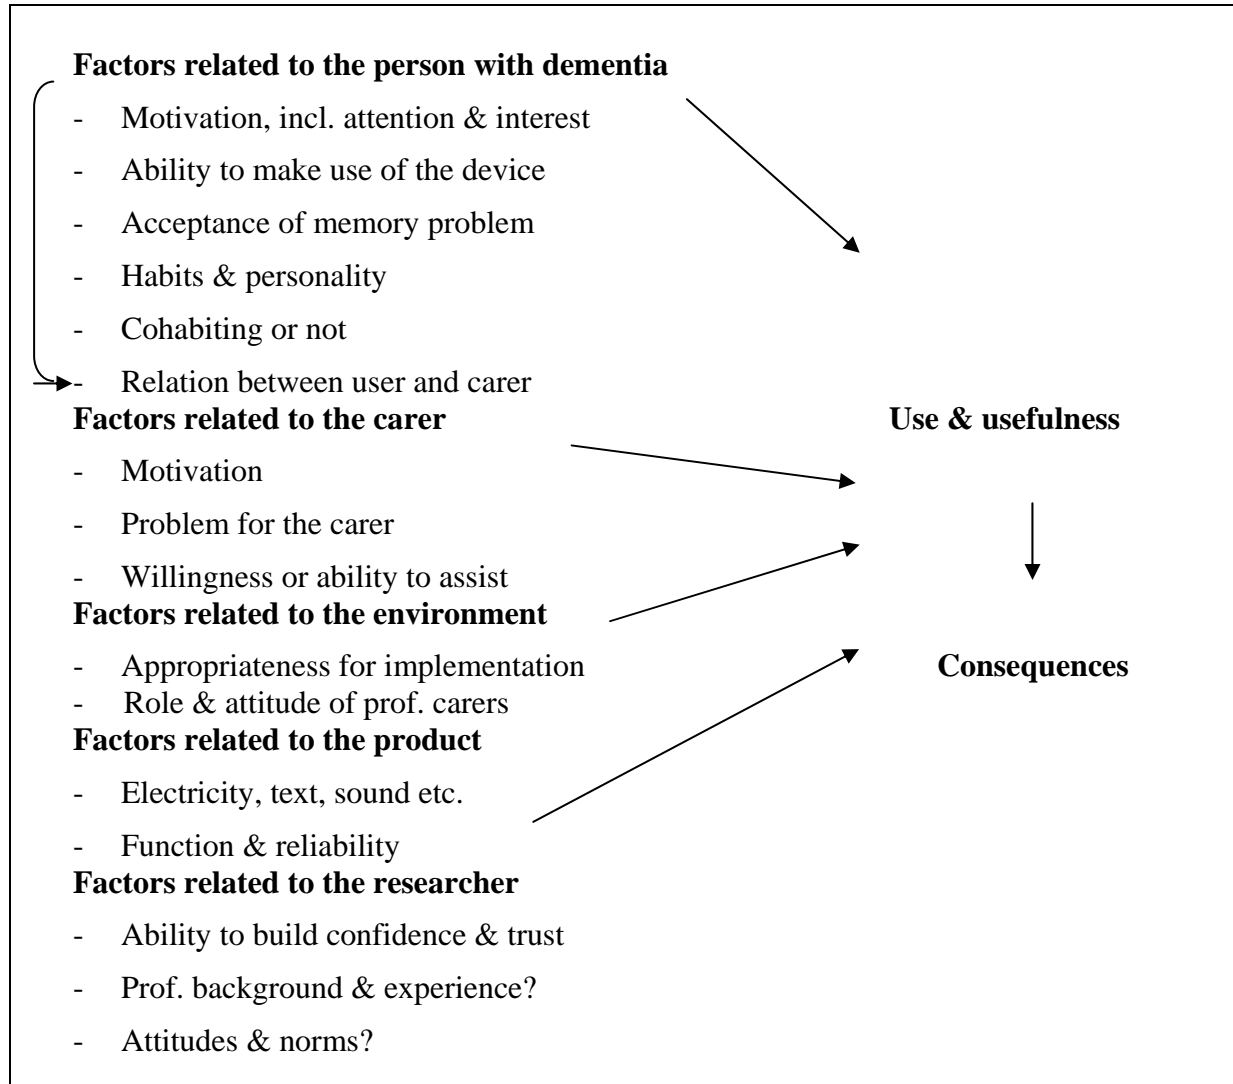 Factors related to the person with dementia
- Motivation, incl. attention & interest
- Ability to make use of the device
- Acceptance of memory problem
- Habits & personality
- Cohabiting or not
- Relation between user and carer
Factors related to the carer
- Motivation
- Problem for the carer
- Willingness or ability to assist
Factors related to the environment
- Appropriateness for implementation
- Role & attitude of prof. carers
Factors related to the product
- Electricity, text, sound etc.
- Function & reliability
Factors related to the researcher
- Ability to build confidence & trust
- Prof. background & experience?
- Attitudes & norms?
Use & usefulness
Consequences